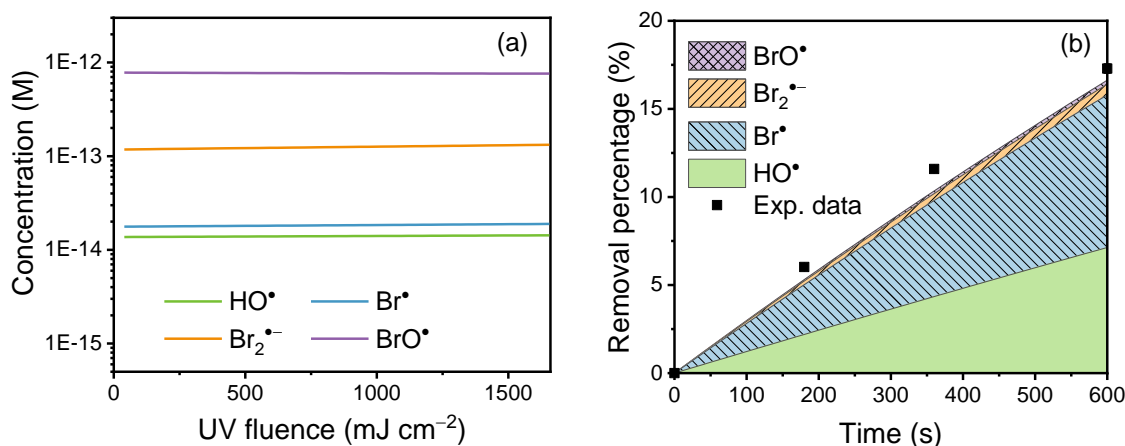 (a)
Concentration (M)
1E-12
1E-13
1E-14
1E-15
HO•
Br•
Br₂•−
BrO•
0
500
1000
1500
UV fluence (mJ cm⁻²)
(b)
Removal percentage (%)
20
15
10
5
0
BrO•
Br₂•−
Br•
HO•
Exp. data
0
100
200
300
400
500
600
Time (s)